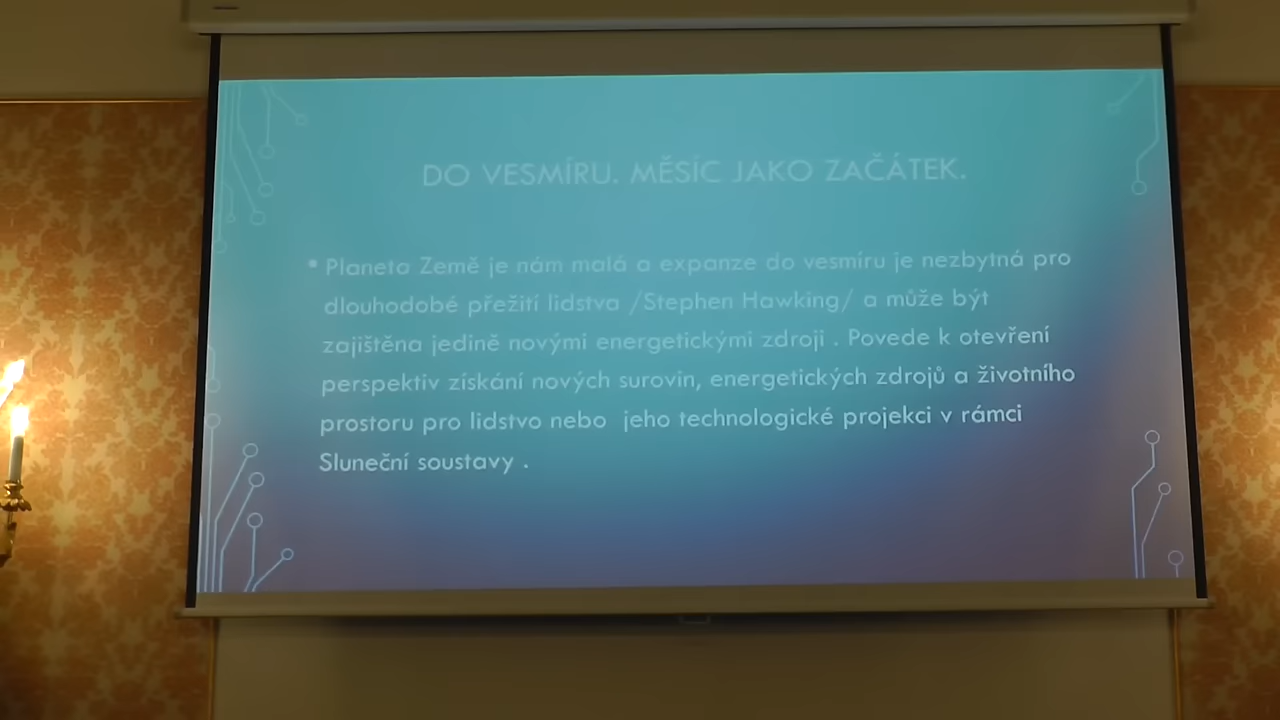 DO VESMÍRU. MĚSÍC JAKO ZAČÁTEK.
• Planeta Země je nám malá a expanze do vesmíru je nezbytná pro
dlouhodobé přežití lidstva /Stephen Hawking/ a může být
zajištěna jedině novými energetickými zdroji . Povede k otevření
perspektiv získání nových surovin, energetických zdrojů a životního
prostoru pro lidstvo nebo  jeho technologické projekci v rámci
Sluneční soustavy .